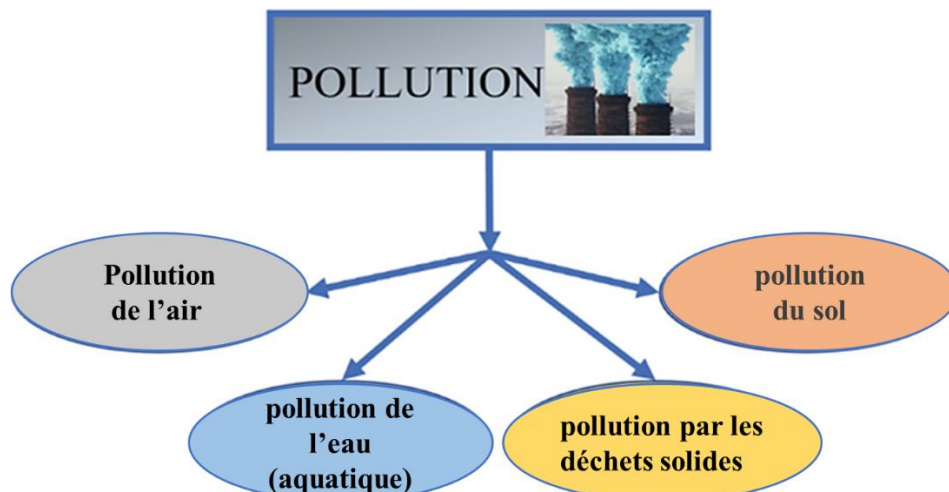 POLLUTION
Pollution
de l’air
pollution
du sol
pollution de
l’eau
(aquatique)
pollution par les
déchets solides